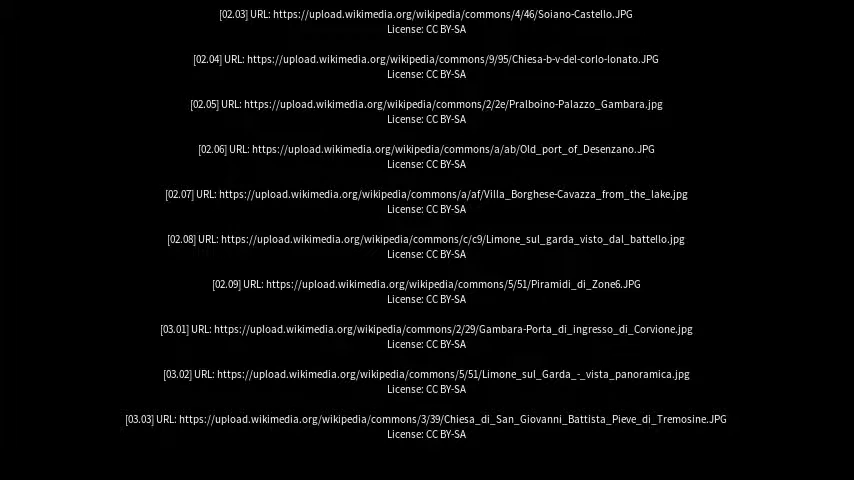 [02.03] URL: https://upload.wikimedia.org/wikipedia/commons/4/46/Soiano-Castello.JPG
License: CC BY-SA
[02.04] URL: https://upload.wikimedia.org/wikipedia/commons/9/95/Chiesa-b-v-del-corlo-lonato.JPG
License: CC BY-SA
[02.05] URL: https://upload.wikimedia.org/wikipedia/commons/2/2e/Pralboino-Palazzo_Gambara.jpg
License: CC BY-SA
[02.06] URL: https://upload.wikimedia.org/wikipedia/commons/a/ab/Old_port_of_Desenzano.JPG
License: CC BY-SA
[02.07] URL: https://upload.wikimedia.org/wikipedia/commons/a/af/Villa_Borghese-Cavazza_from_the_lake.jpg
License: CC BY-SA
[02.08] URL: https://upload.wikimedia.org/wikipedia/commons/c/c9/Limone_sul_garda_visto_dal_battello.jpg
License: CC BY-SA
[02.09] URL: https://upload.wikimedia.org/wikipedia/commons/5/51/Piramidi_di_Zone6.JPG
License: CC BY-SA
[03.01] URL: https://upload.wikimedia.org/wikipedia/commons/2/29/Gambara-Porta_di_ingresso_di_Corvione.jpg
License: CC BY-SA
[03.02] URL: https://upload.wikimedia.org/wikipedia/commons/5/51/Limone_sul_Garda_-_vista_panoramica.jpg
License: CC BY-SA
[03.03] URL: https://upload.wikimedia.org/wikipedia/commons/3/39/Chiesa_di_San_Giovanni_Battista_Pieve_di_Tremosine.JPG
License: CC BY-SA